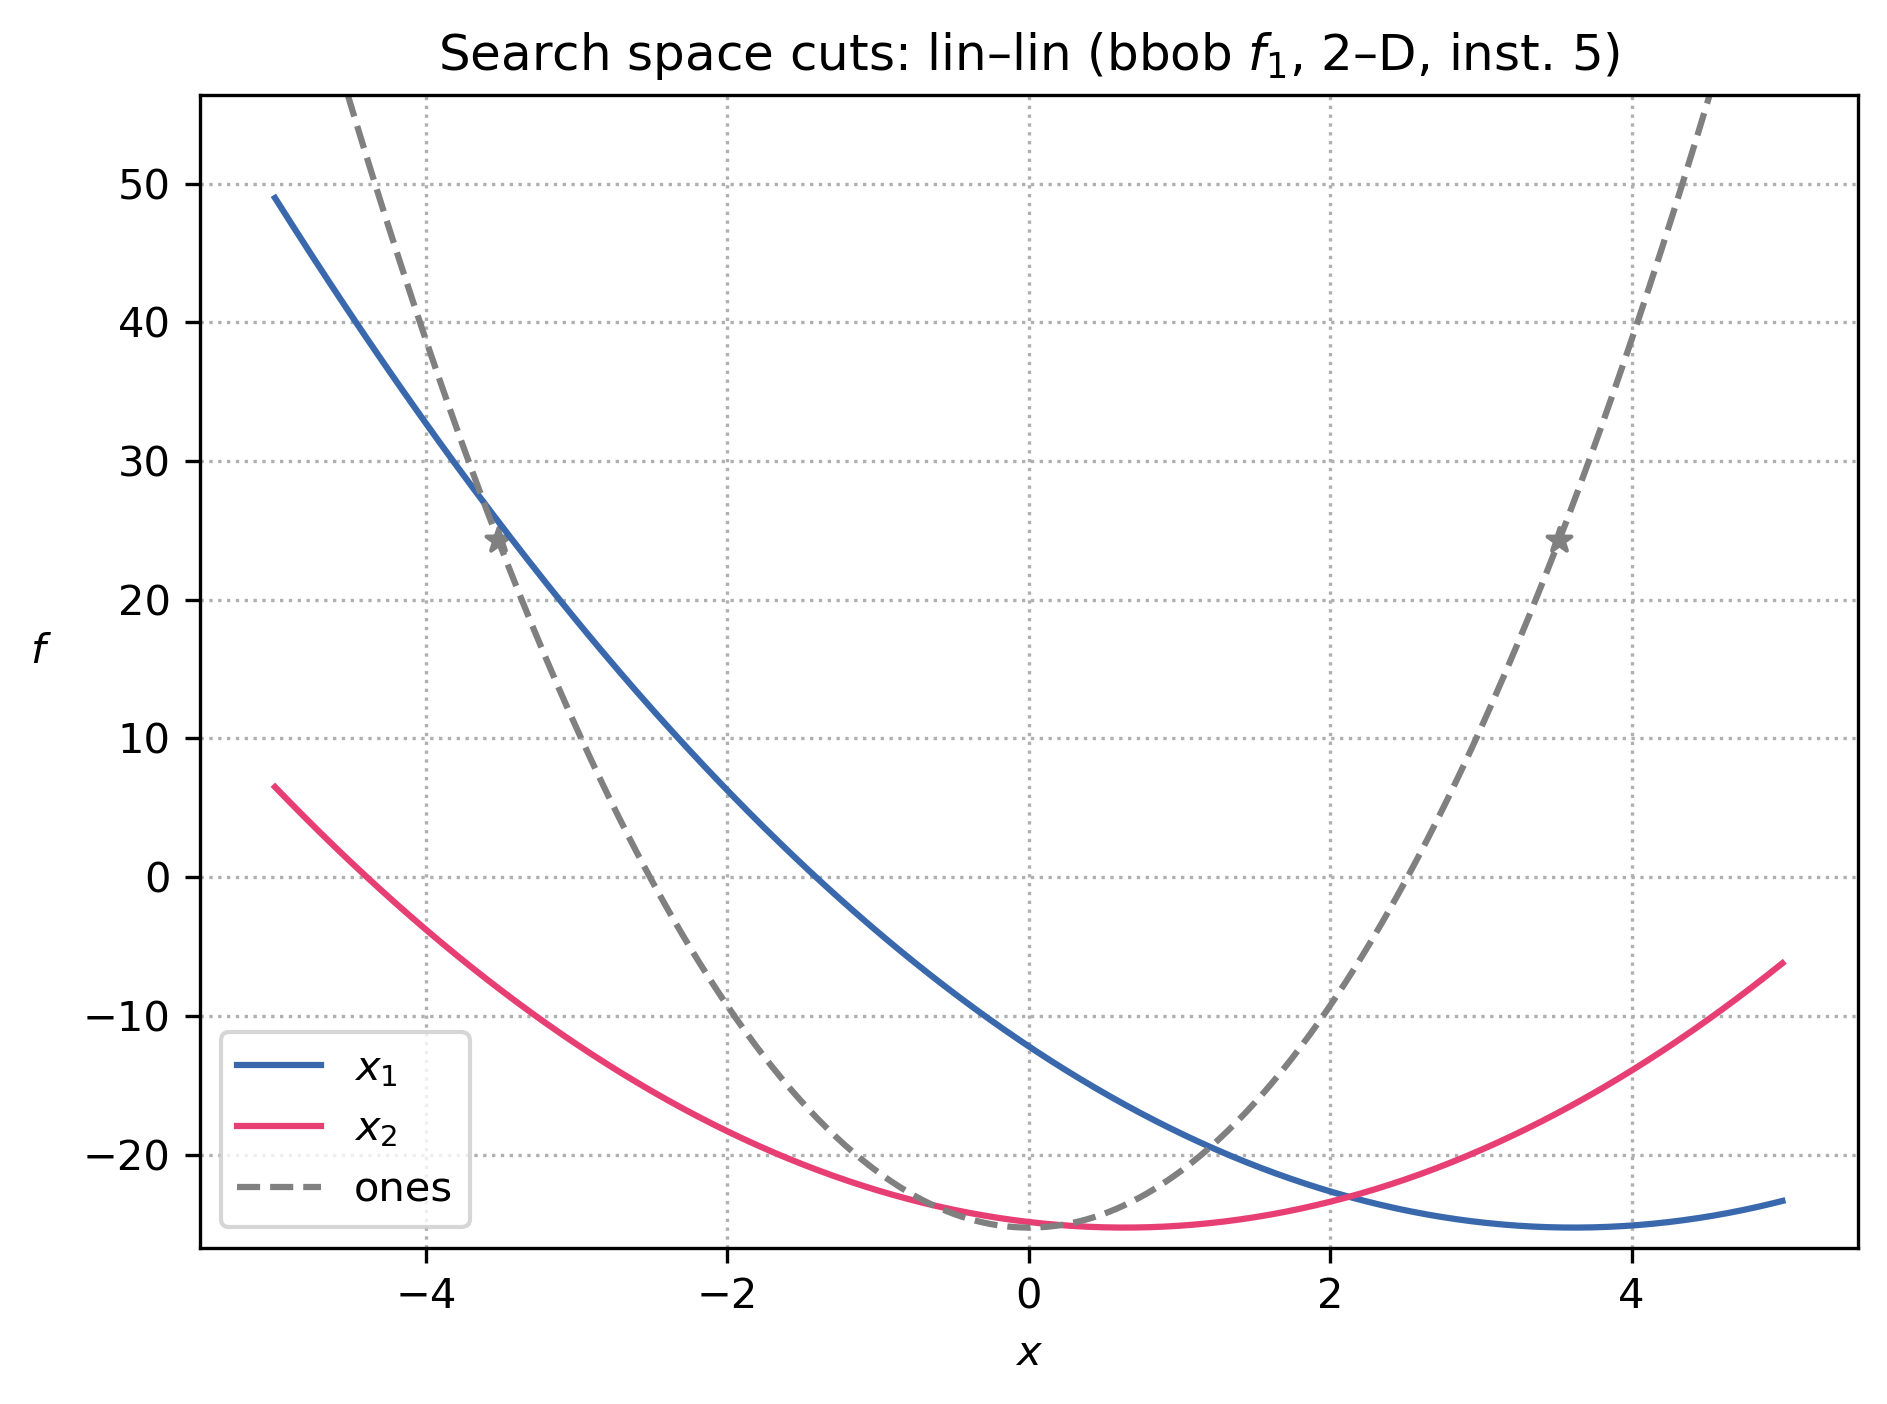 Search space cuts: lin–lin (bbob f₁, 2–D, inst. 5)
50
40
30
20
10
0
−10
−20
f
x₁
x₂
ones
−4
−2
0
2
4
x